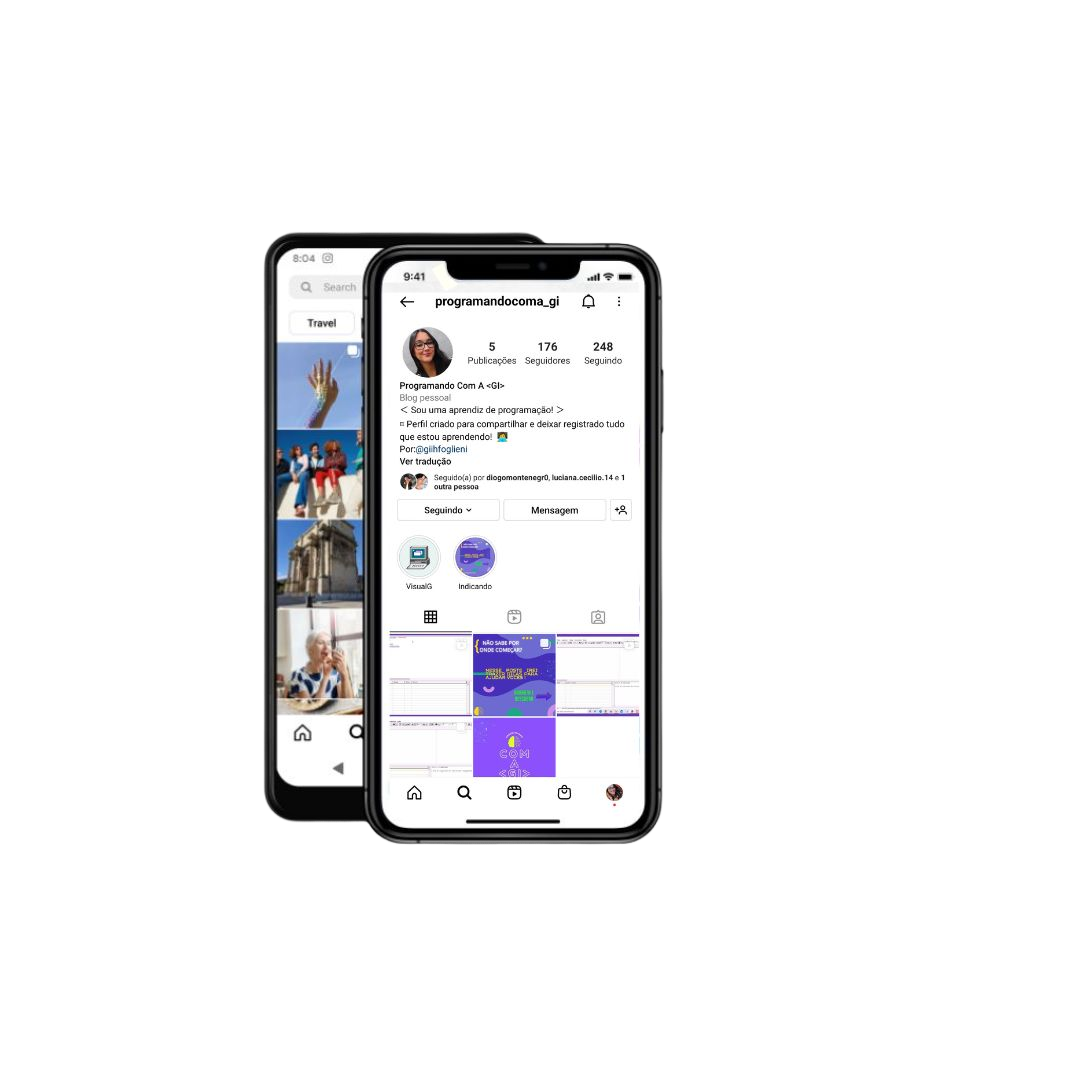 8:04
Search
Travel
9:41
programandocoma_gi
5
176
248
Publicações
Seguidores
Seguindo
Programando Com A <GI>
Blog pessoal
< Sou uma aprendiz de programação! >
¤ Perfil criado para compartilhar e deixar registrado tudo
que estou aprendendo! 👩‍💻
Por:@giihfoglieni
Ver tradução
Seguido(a) por diogomontenegr0, luciana.cecilio.14 e 1
outra pessoa
Seguindo
Mensagem
VisualG
Indicando
{ NÃO SABE POR
ONDE COMEÇAR?
AJUDAR VOCÊS!
COM
A
<GI>